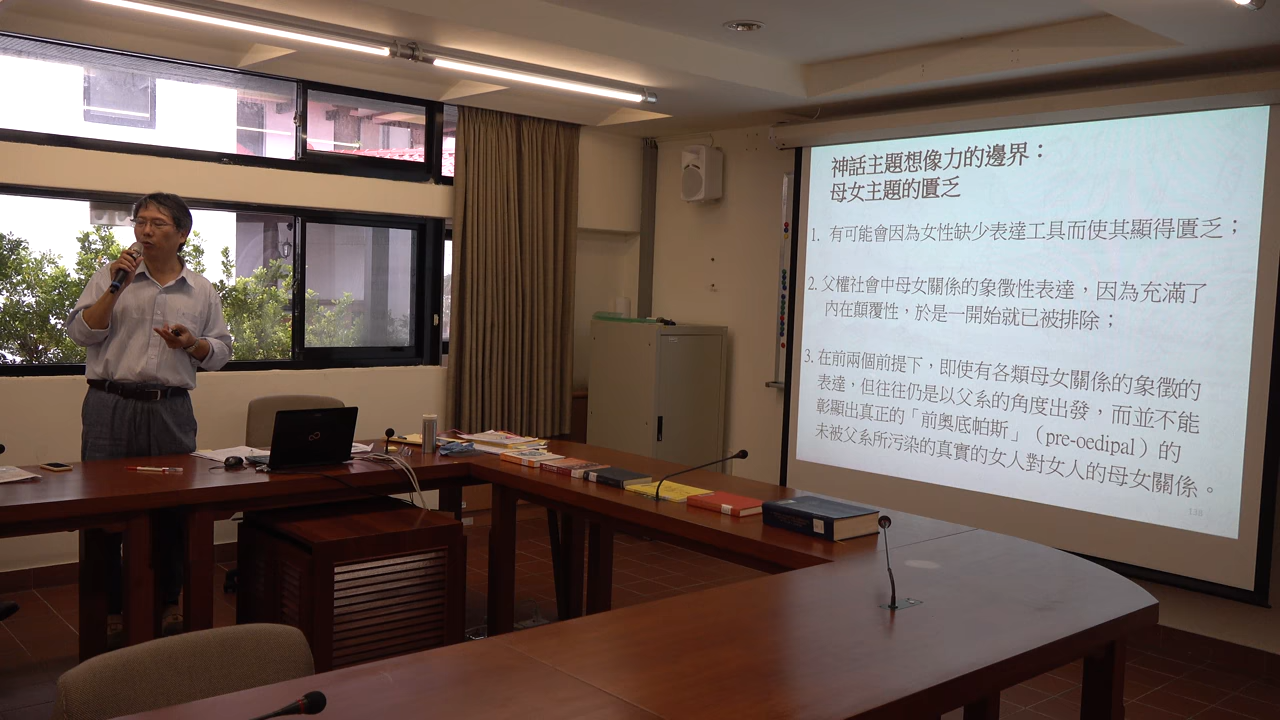 神話主題想像力的邊界：
母女主題的匱乏
1. 有可能會因為女性缺少表達工具而使其顯得匱乏；
2. 父權社會中母女關係的象徵性表達，因為充滿了
內在顛覆性，於是一開始就已被排除；
3. 在前兩個前提下，即使有各類母女關係的象徵的
表達，但往往仍是以父系的角度出發，而並不能
彰顯出真正的「前奧底帕斯」（pre-oedipal）的
未被父系所污染的真實的女人對女人的母女關係。